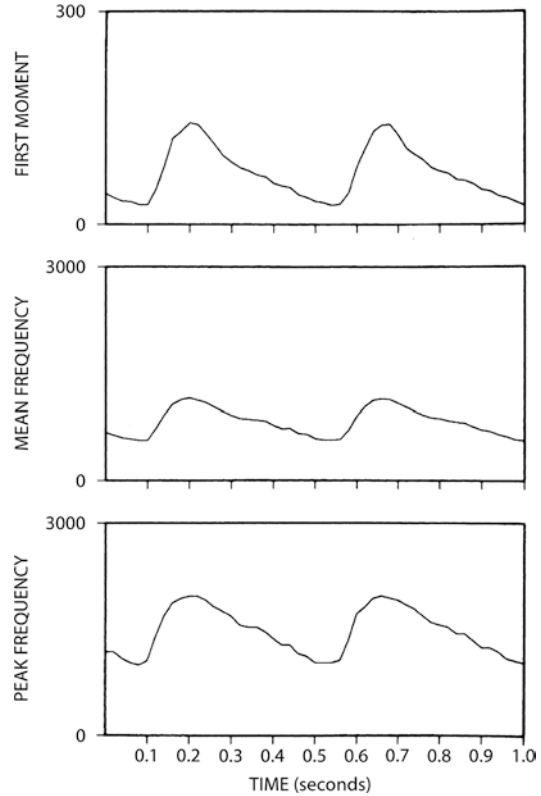 300
FIRST MOMENT
0
3000
MEAN FREQUENCY
0
3000
PEAK FREQUENCY
0
0.1 0.2 0.3 0.4 0.5 0.6 0.7 0.8 0.9 1.0
TIME (seconds)